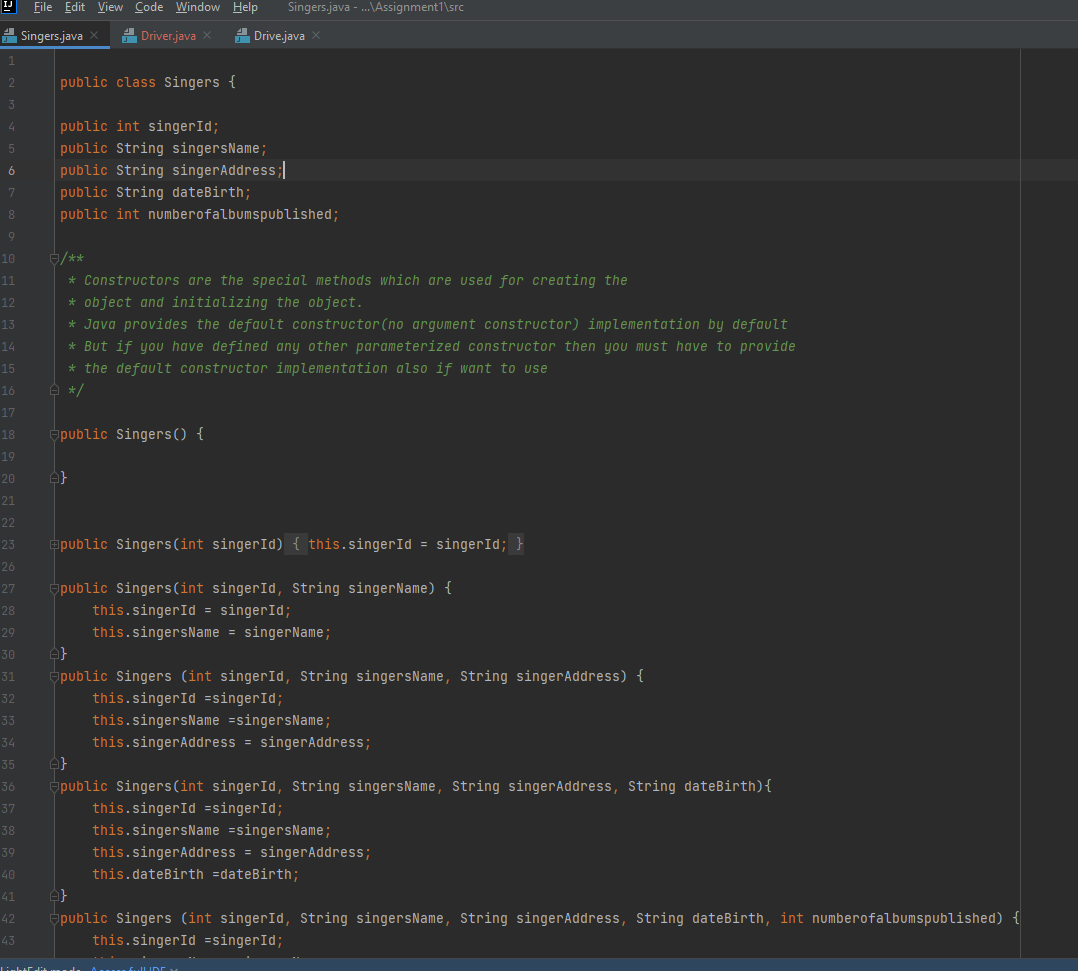 IJ File Edit View Code Window Help Singers.java - ...\Assignment1\src
Singers.java Driver.java Drive.java
1
2 public class Singers {
3
4 public int singerId;
5 public String singersName;
6 public String singerAddress;
7 public String dateBirth;
8 public int numberofalbumspublished;
9
10 /**
11 * Constructors are the special methods which are used for creating the
12 * object and initializing the object.
13 * Java provides the default constructor(no argument constructor) implementation by default
14 * But if you have defined any other parameterized constructor then you must have to provide
15 * the default constructor implementation also if want to use
16 */
17
18 public Singers() {
19
20 }
21
22
23 public Singers(int singerId) { this.singerId = singerId; }
26
27 public Singers(int singerId, String singerName) {
28 this.singerId = singerId;
29 this.singersName = singerName;
30 }
31 public Singers (int singerId, String singersName, String singerAddress) {
32 this.singerId =singerId;
33 this.singersName =singersName;
34 this.singerAddress = singerAddress;
35 }
36 public Singers(int singerId, String singersName, String singerAddress, String dateBirth){
37 this.singerId =singerId;
38 this.singersName =singersName;
39 this.singerAddress = singerAddress;
40 this.dateBirth =dateBirth;
41 }
42 public Singers (int singerId, String singersName, String singerAddress, String dateBirth, int numberofalbumspublished) {
43 this.singerId =singerId;